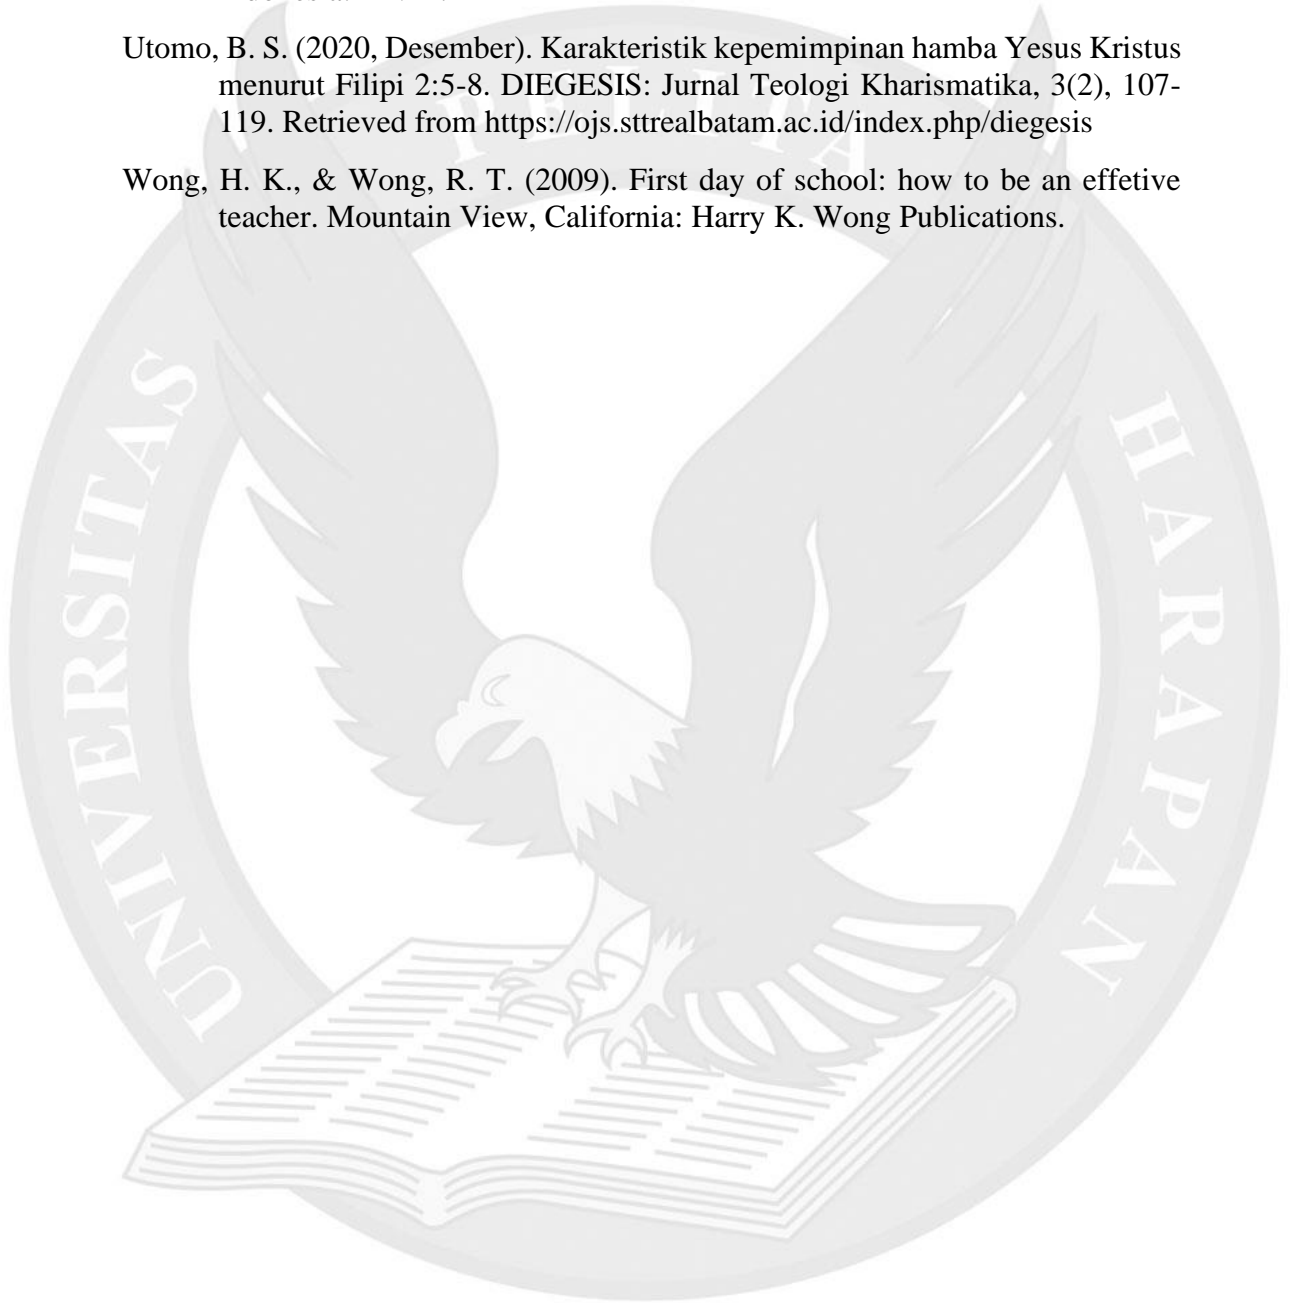 Utomo, B. S. (2020, Desember). Karakteristik kepemimpinan hamba Yesus Kristus
menurut Filipi 2:5-8. DIEGESIS: Jurnal Teologi Kharismatika, 3(2), 107-
119. Retrieved from https://ojs.sttrealbatam.ac.id/index.php/diegesis
Wong, H. K., & Wong, R. T. (2009). First day of school: how to be an effetive
teacher. Mountain View, California: Harry K. Wong Publications.
UNIVERSITAS
PELITA
HARAPAN